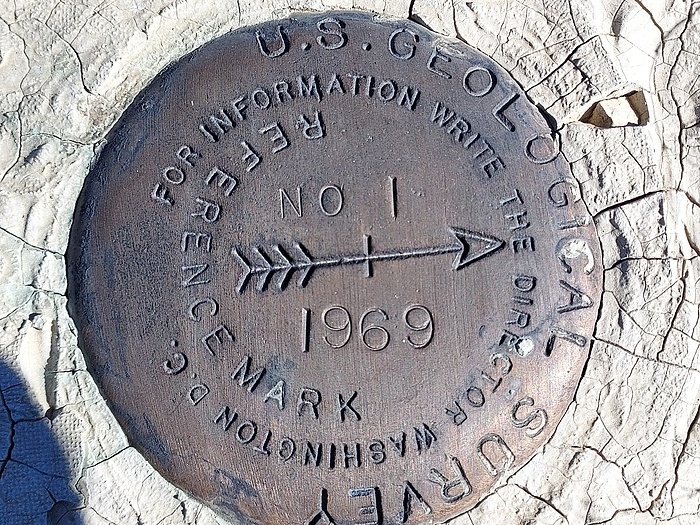 U.S. GEOLOGICAL SURVEY
FOR INFORMATION WRITE THE DIRECTOR WASHINGTON D.C.
REFERENCE MARK
NO 1
1969